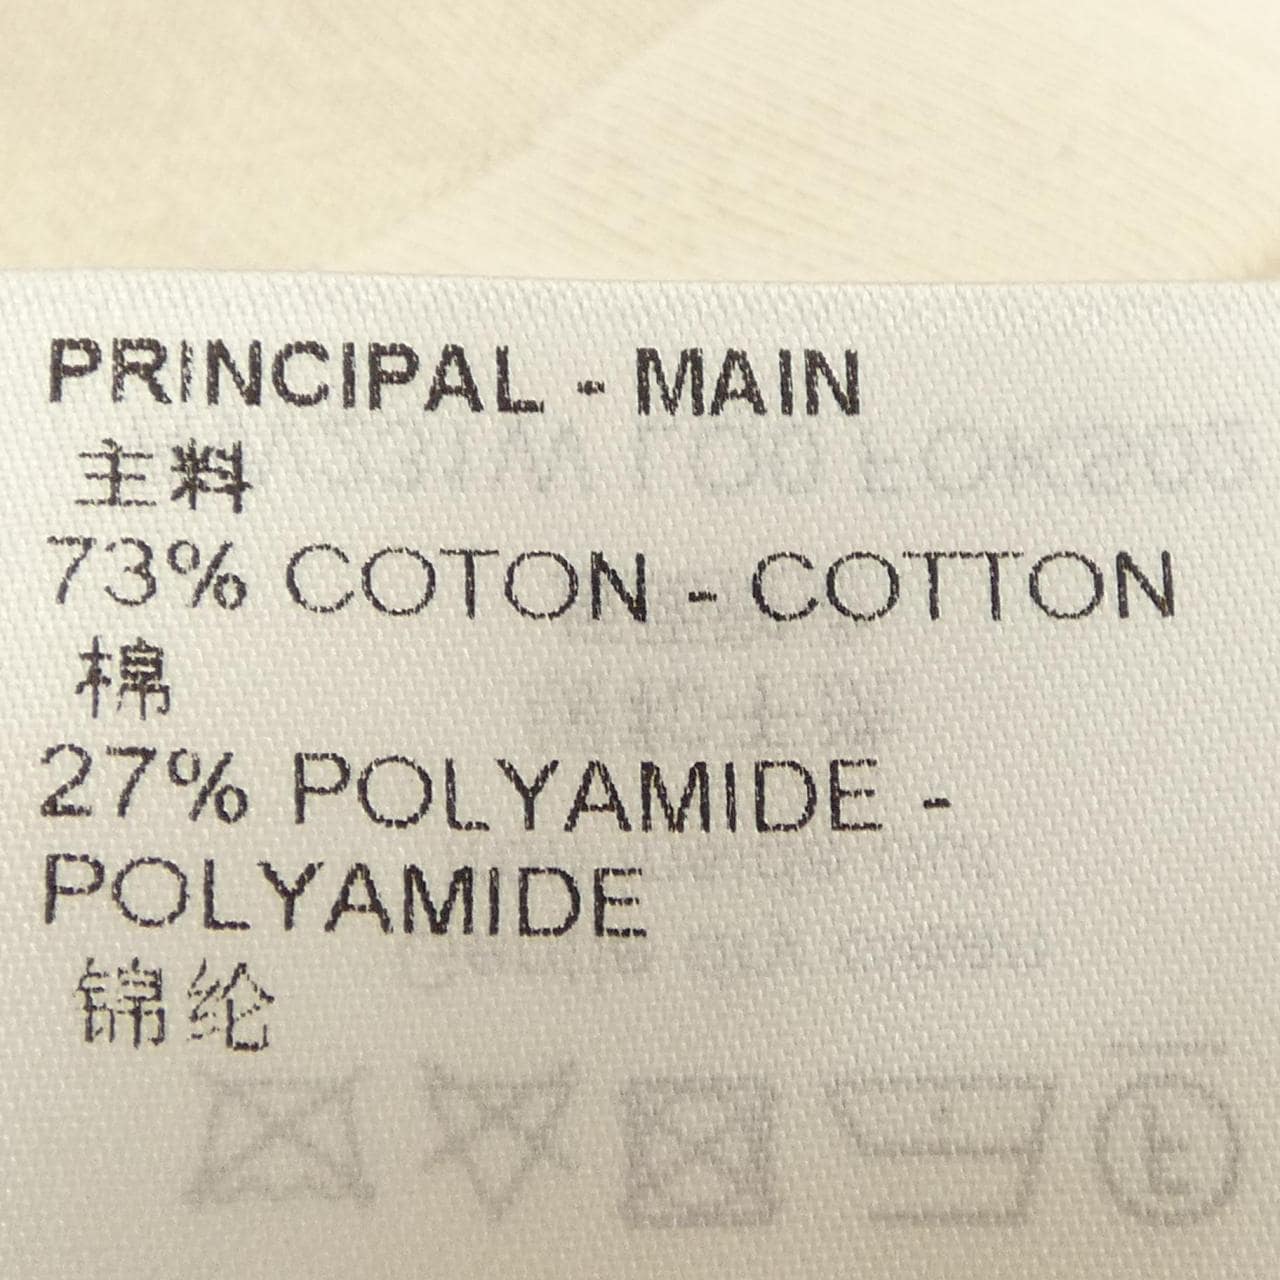 PRINCIPAL - MAIN
主料
73% COTON - COTTON
棉
27% POLYAMIDE -
POLYAMIDE
锦纶